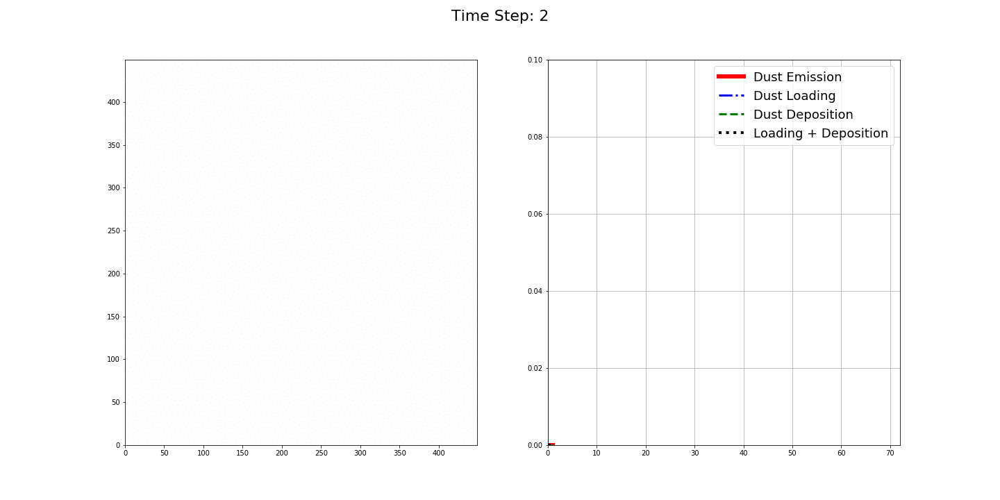 Time Step: 2
400
350
300
250
200
150
100
50
0
0 50 100 150 200 250 300 350 400
0.10
0.08
0.06
0.04
0.02
0.00
0 10 20 30 40 50 60 70
Dust Emission
Dust Loading
Dust Deposition
Loading + Deposition